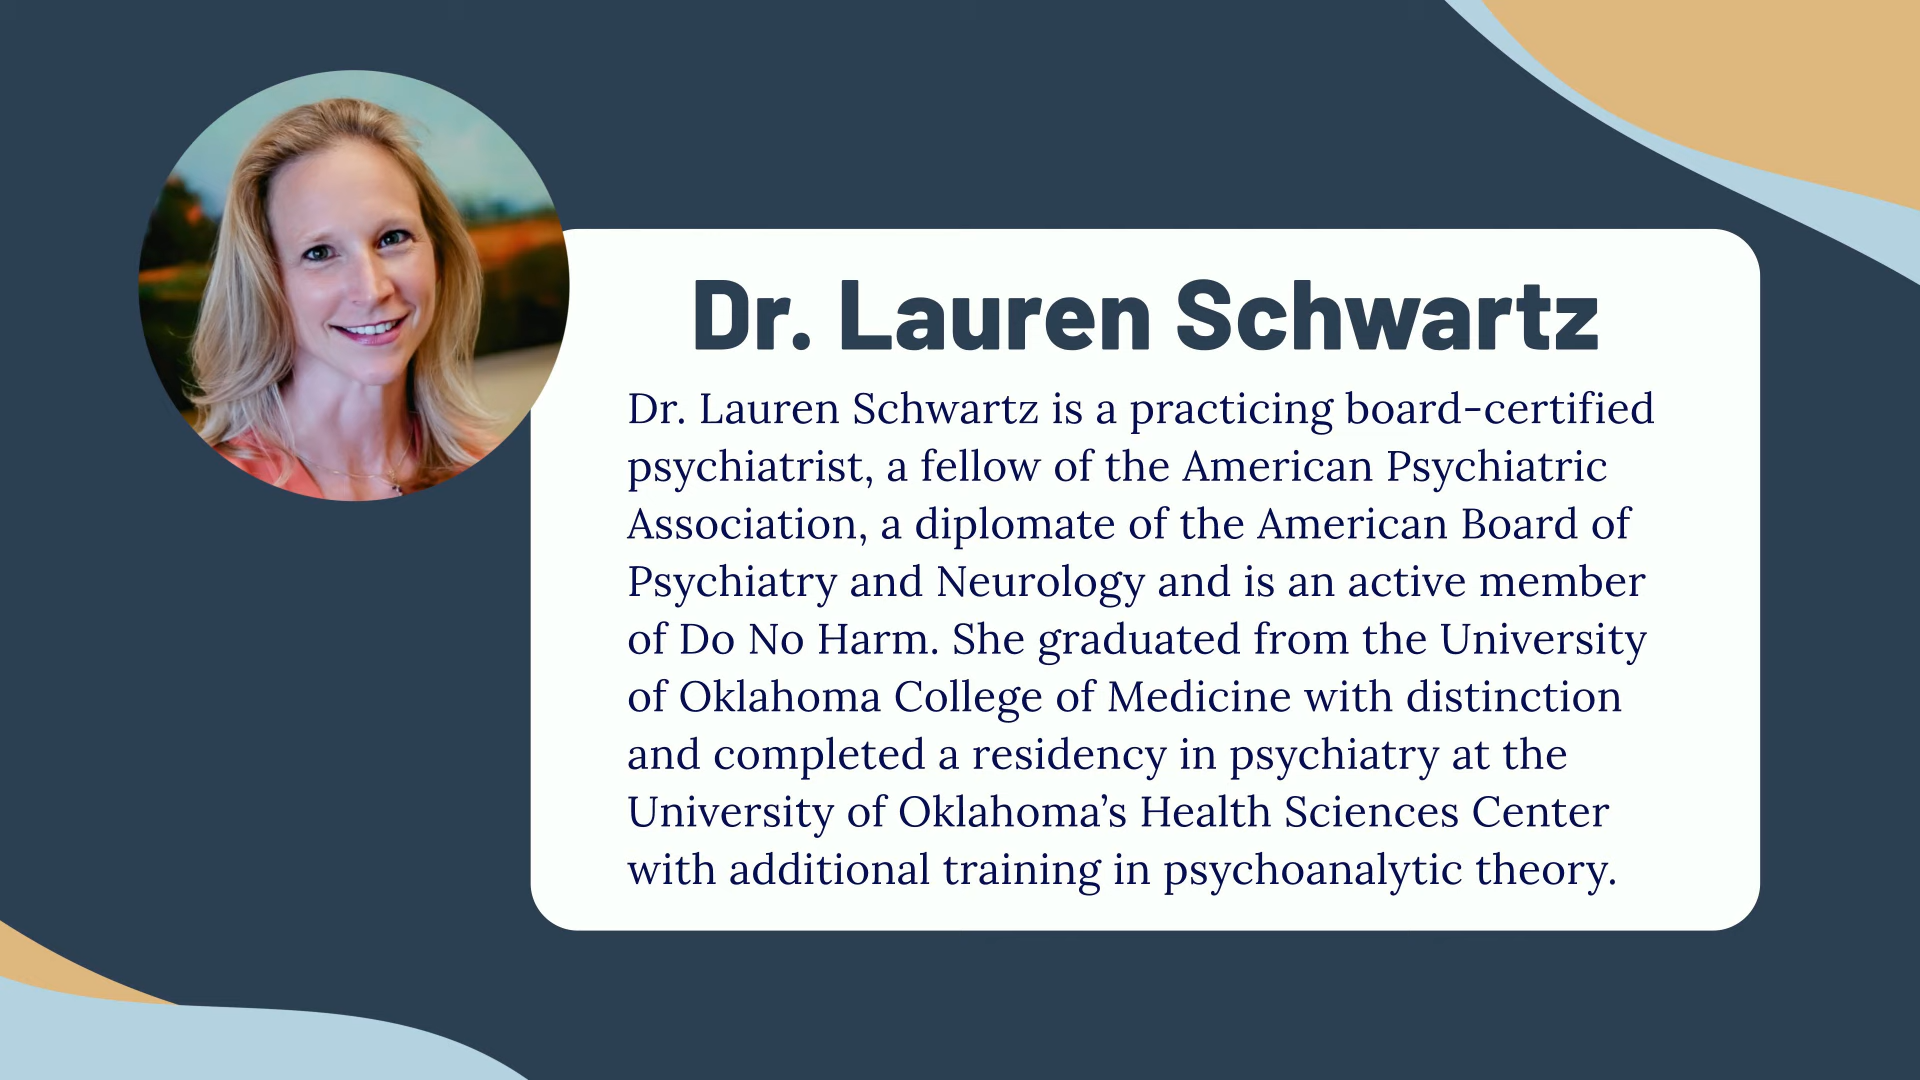 Dr. Lauren Schwartz
Dr. Lauren Schwartz is a practicing board-certified
psychiatrist, a fellow of the American Psychiatric
Association, a diplomate of the American Board of
Psychiatry and Neurology and is an active member
of Do No Harm. She graduated from the University
of Oklahoma College of Medicine with distinction
and completed a residency in psychiatry at the
University of Oklahoma’s Health Sciences Center
with additional training in psychoanalytic theory.